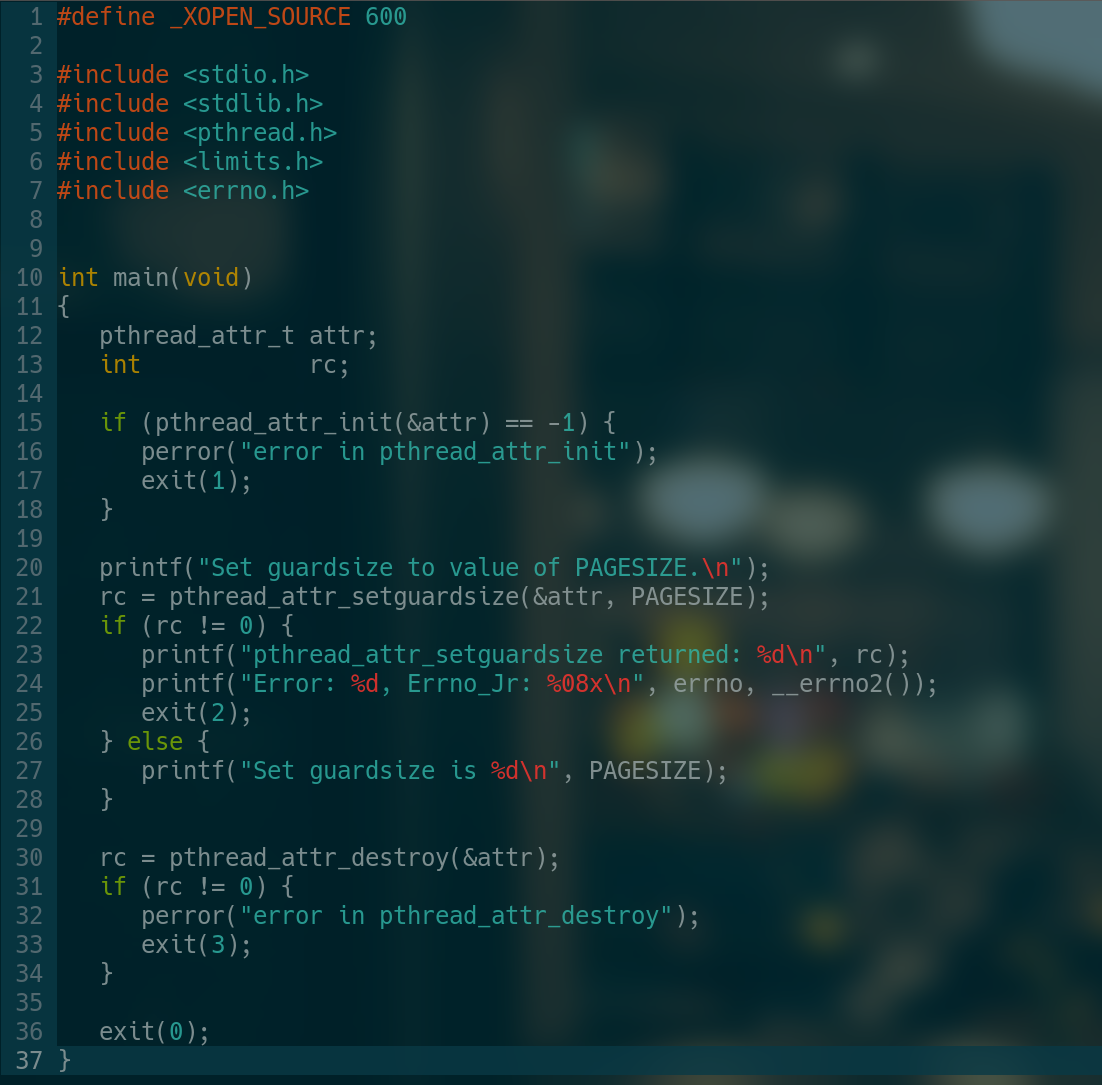 1 #define _XOPEN_SOURCE 600
2
3 #include <stdio.h>
4 #include <stdlib.h>
5 #include <pthread.h>
6 #include <limits.h>
7 #include <errno.h>
8
9
10 int main(void)
11 {
12    pthread_attr_t attr;
13    int            rc;
14
15    if (pthread_attr_init(&attr) == -1) {
16       perror("error in pthread_attr_init");
17       exit(1);
18    }
19
20    printf("Set guardsize to value of PAGESIZE.\n");
21    rc = pthread_attr_setguardsize(&attr, PAGESIZE);
22    if (rc != 0) {
23       printf("pthread_attr_setguardsize returned: %d\n", rc);
24       printf("Error: %d, Errno_Jr: %08x\n", errno, __errno2());
25       exit(2);
26    } else {
27       printf("Set guardsize is %d\n", PAGESIZE);
28    }
29
30    rc = pthread_attr_destroy(&attr);
31    if (rc != 0) {
32       perror("error in pthread_attr_destroy");
33       exit(3);
34    }
35
36    exit(0);
37 }